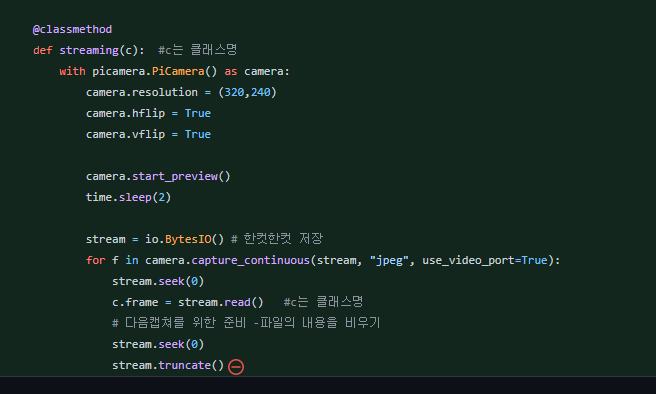 @classmethod
def streaming(c):  #c는 클래스명
    with picamera.PiCamera() as camera:
        camera.resolution = (320,240)
        camera.hflip = True
        camera.vflip = True

        camera.start_preview()
        time.sleep(2)

        stream = io.BytesIO() # 한컷한컷 저장
        for f in camera.capture_continuous(stream, "jpeg", use_video_port=True):
            stream.seek(0)
            c.frame = stream.read()   #c는 클래스명
            # 다음캡쳐를 위한 준비 -파일의 내용을 비우기
            stream.seek(0)
            stream.truncate()